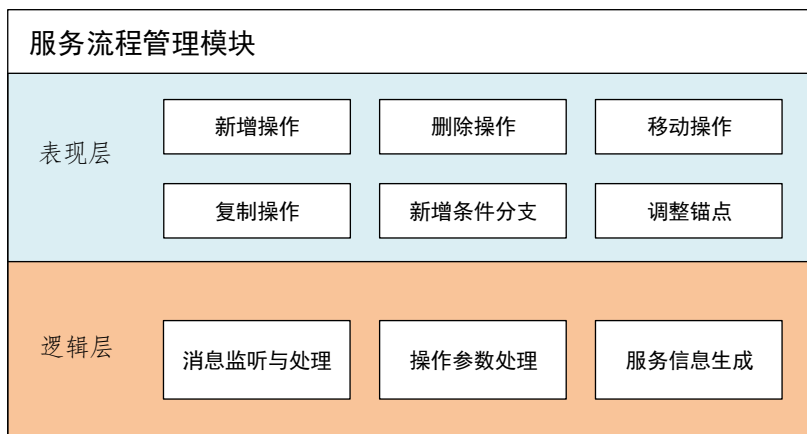 服务流程管理模块
表现层
新增操作
删除操作
移动操作
复制操作
新增条件分支
调整锚点
逻辑层
消息监听与处理
操作参数处理
服务信息生成